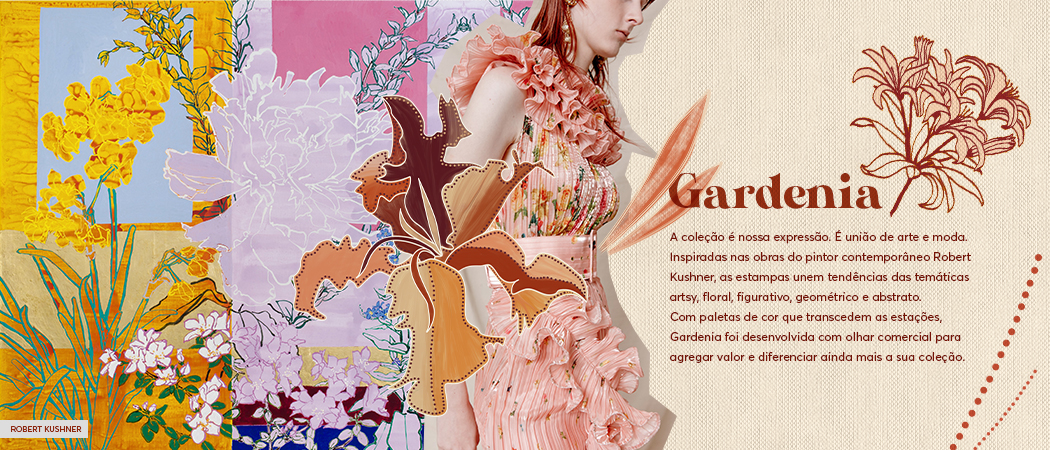 Gardenia
A coleção é nossa expressão. É união de arte e moda.
Inspiradas nas obras do pintor contemporâneo Robert
Kushner, as estampas unem tendências das temáticas
artsy, floral, figurativo, geométrico e abstrato.
Com paletas de cor que transcedem as estações,
Gardenia foi desenvolvida com olhar comercial para
agregar valor e diferenciar ainda mais a sua coleção.
ROBERT KUSHNER